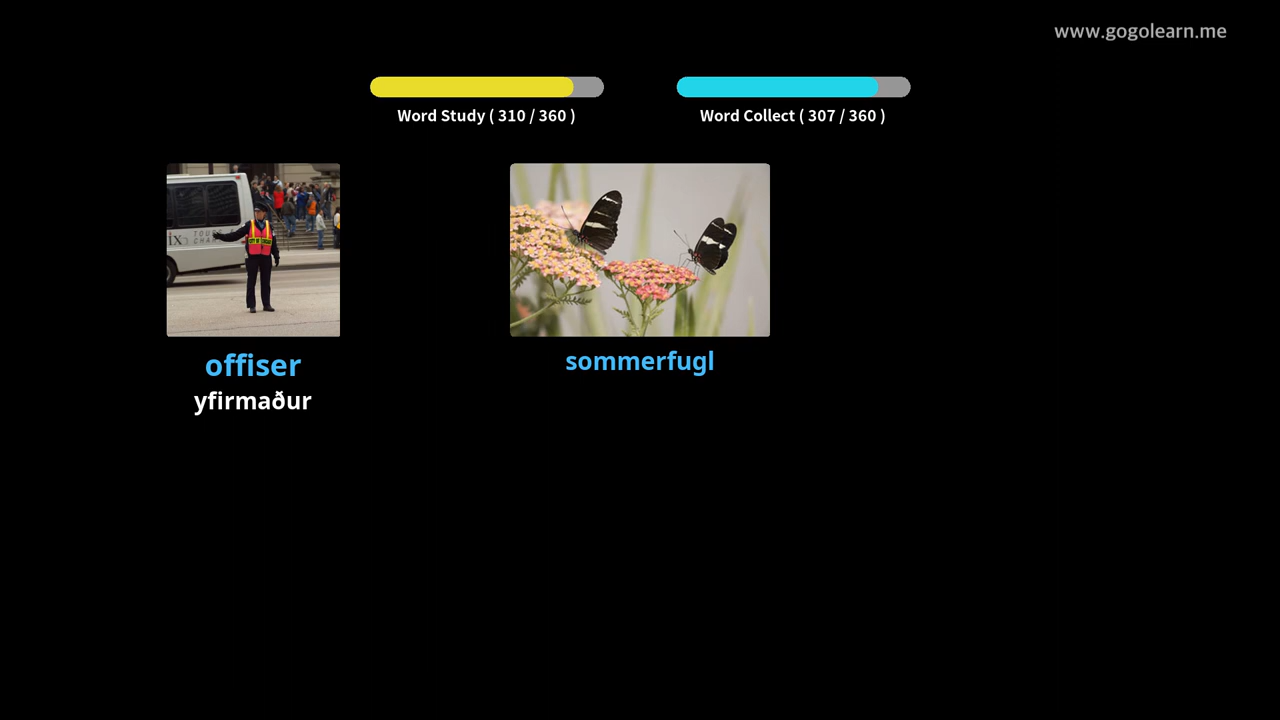 www.gogolearn.me
Word Study ( 310 / 360 )
Word Collect ( 307 / 360 )
offiser
yfirmaður
sommerfugl